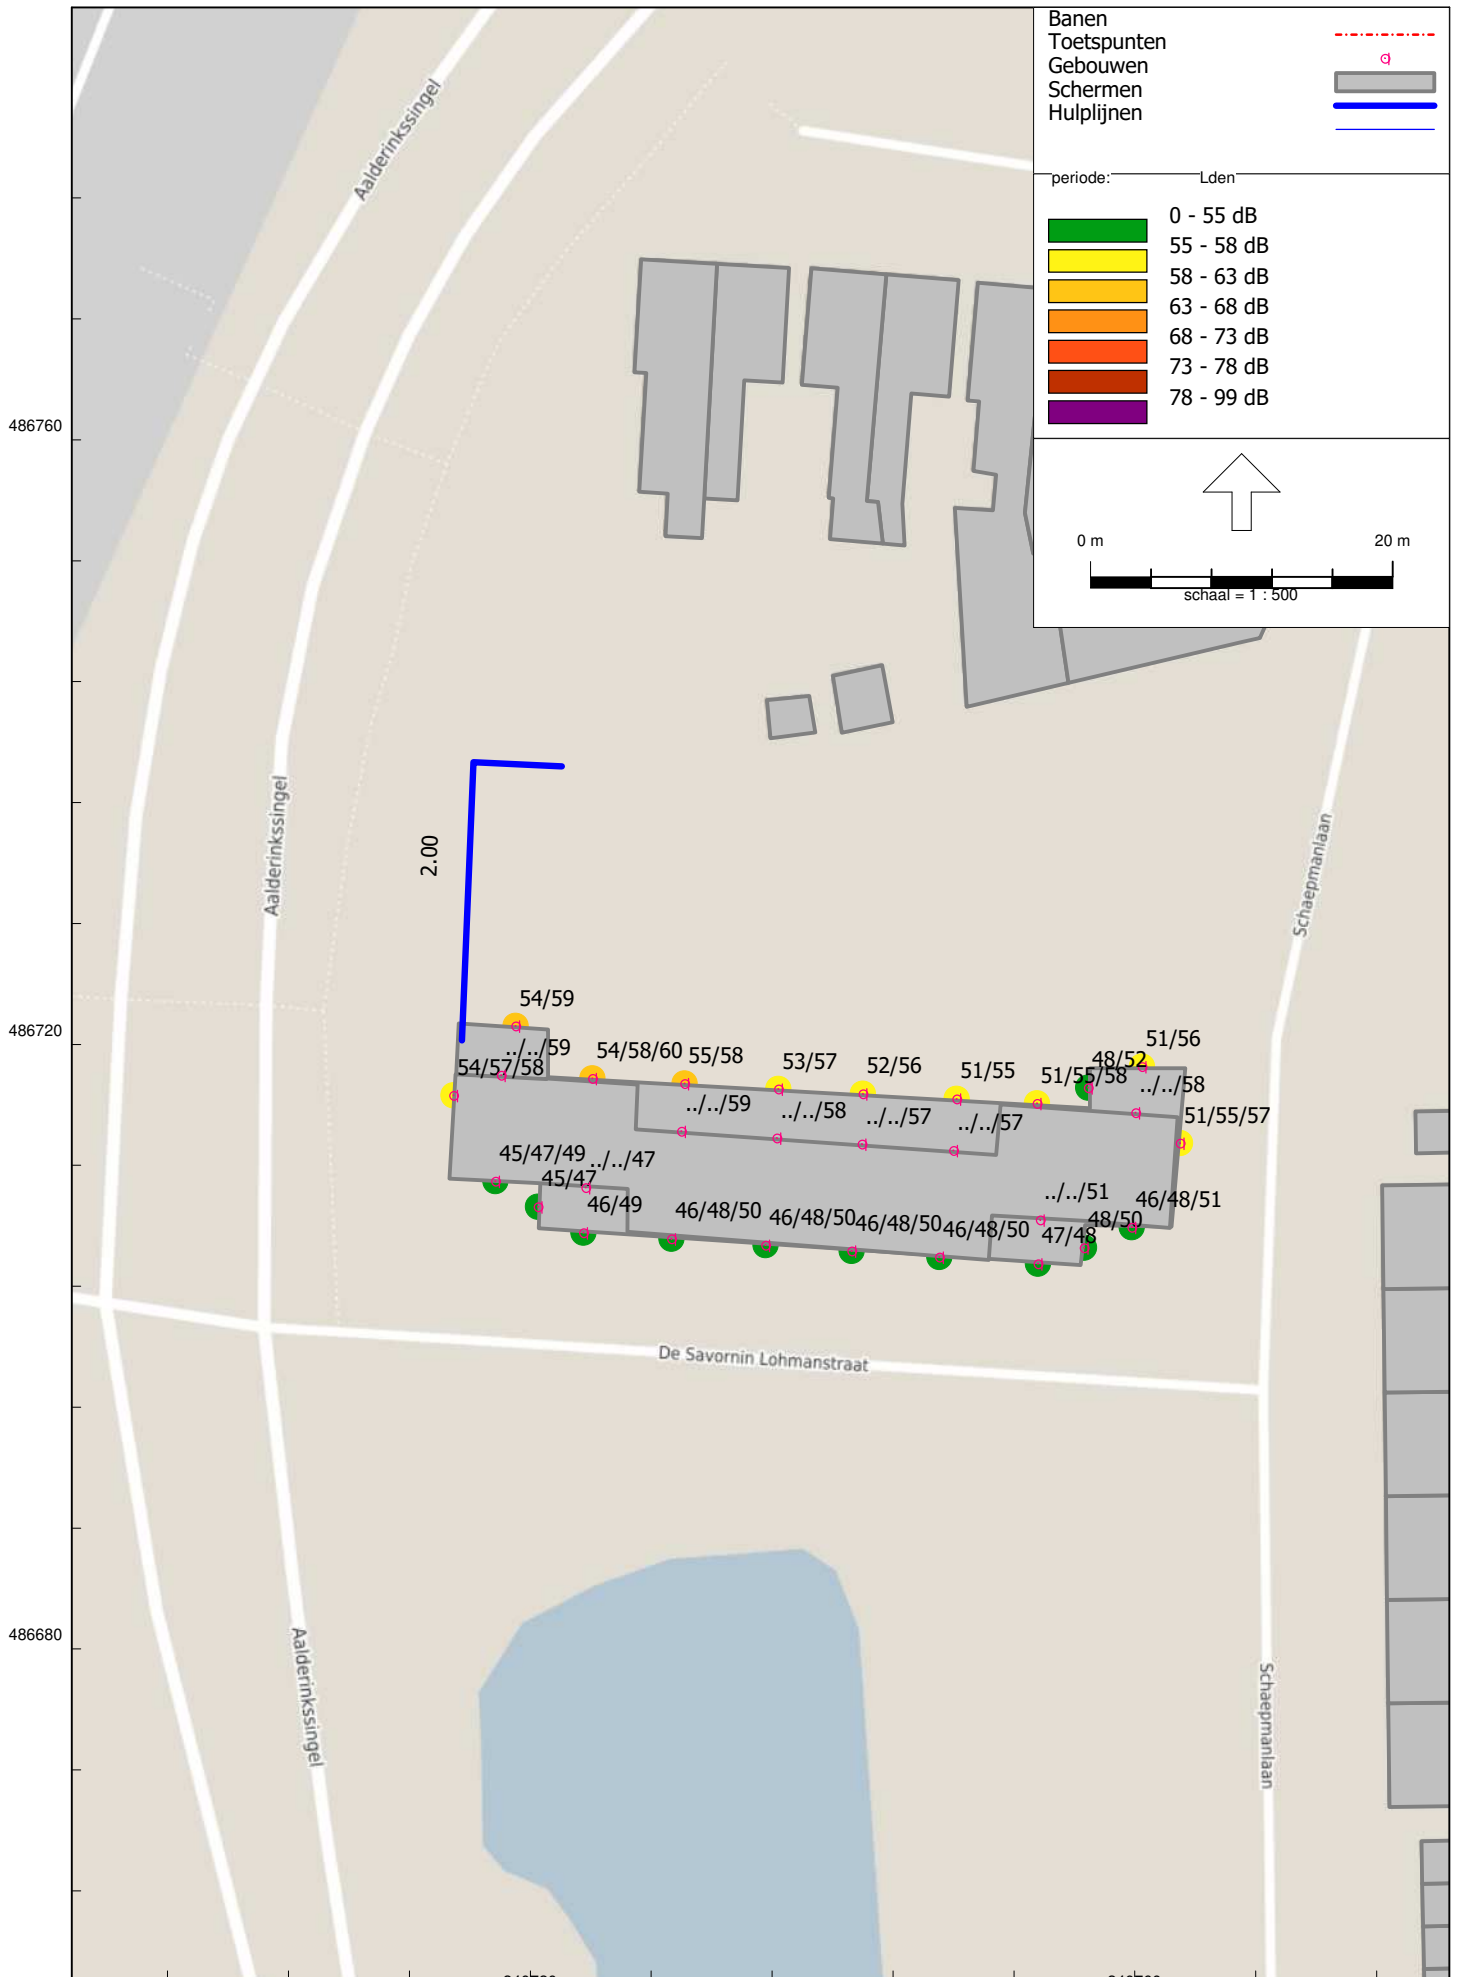 Banen
Toetspunten
Gebouwen
Schermen
Hulplijnen
periode: Lden
0 - 55 dB
55 - 58 dB
58 - 63 dB
63 - 68 dB
68 - 73 dB
73 - 78 dB
78 - 99 dB
0 m 20 m
schaal = 1 : 500
Aalderinkssingel
486760
Aalderinkssingel
2.00
Schaepmanlaan
486720
54/59
../../59
54/57/58
54/58/60
55/58
53/57
52/56
51/55
51/55/58
48/52
51/56
../../58
../../59
../../58
../../57
../../57
51/55/57
45/47/49
../../47
45/47
46/49
46/48/50
46/48/50
46/48/50
46/48/50
../../51
47/48
48/50
46/48/51
De Savornin Lohmanstraat
486680
Aalderinkssingel
Schaepmanlaan